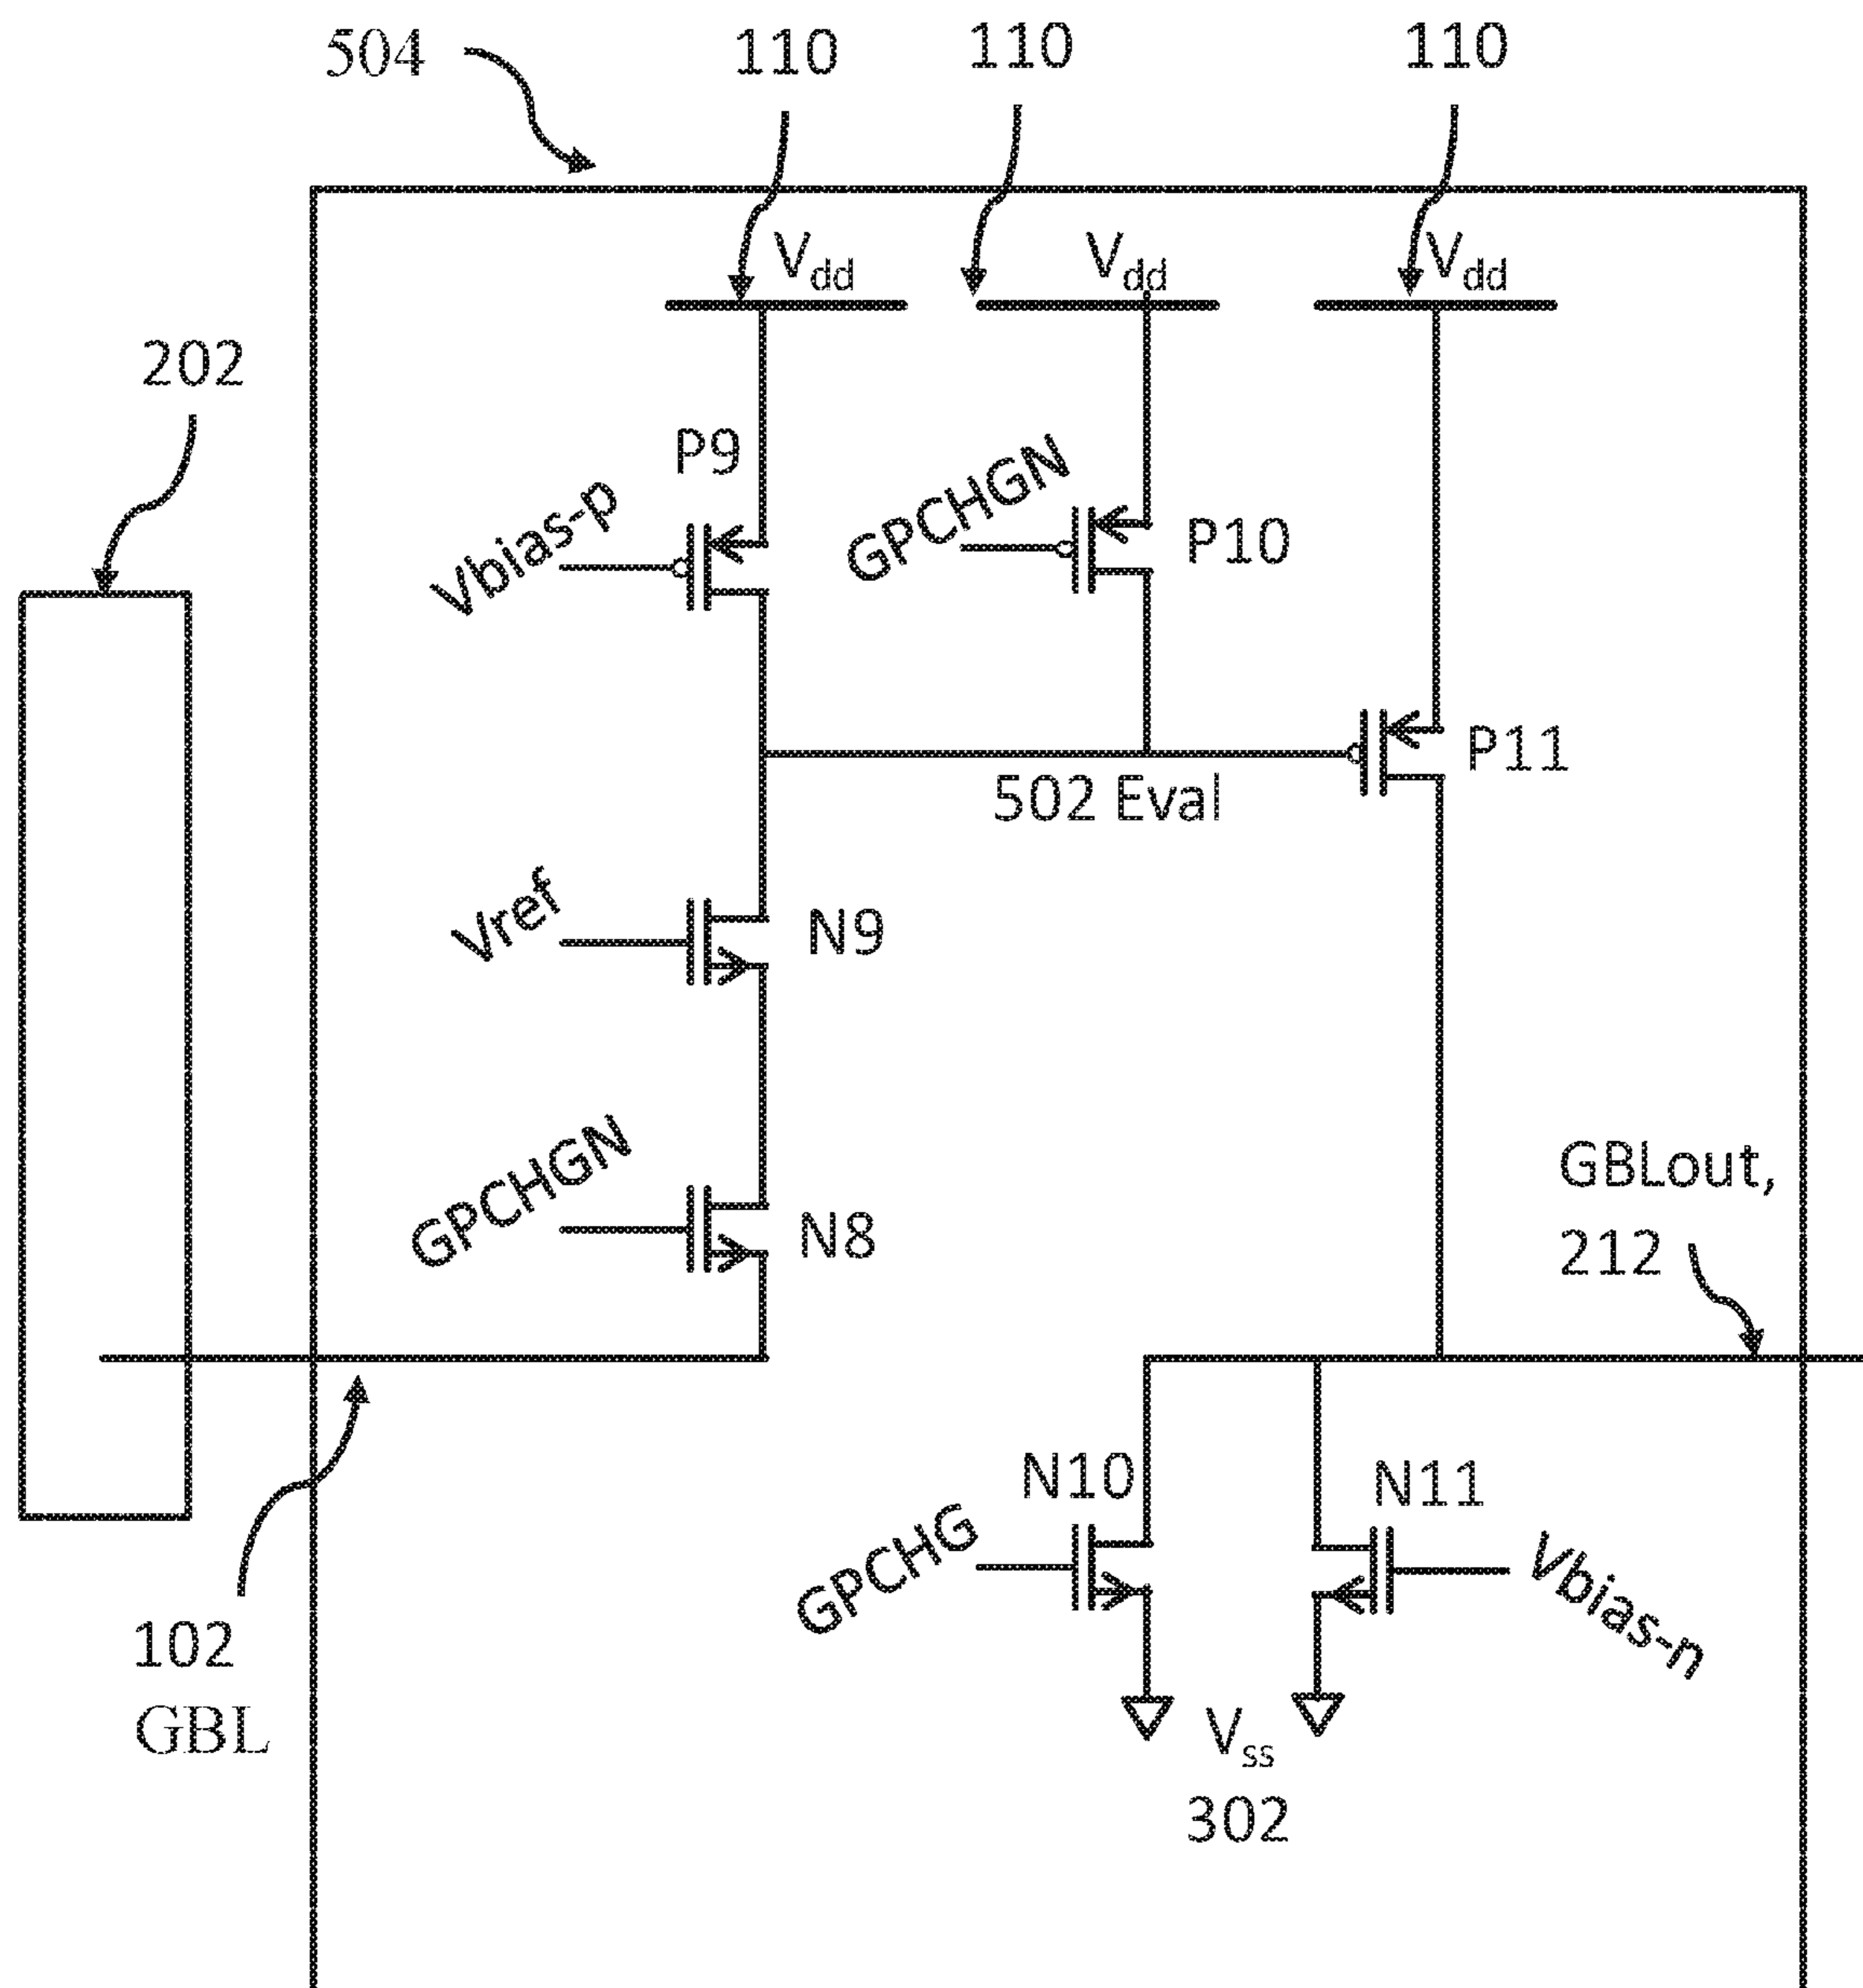 504
110
110
110
Vdd
Vdd
Vdd
202
P9
Vbias-p
GPCHGN
P10
P11
502 Eval
Vref
N9
GPCHGN
N8
GBLout,
212
102
GBL
N10
N11
GPCHG
Vbias-n
Vss
302